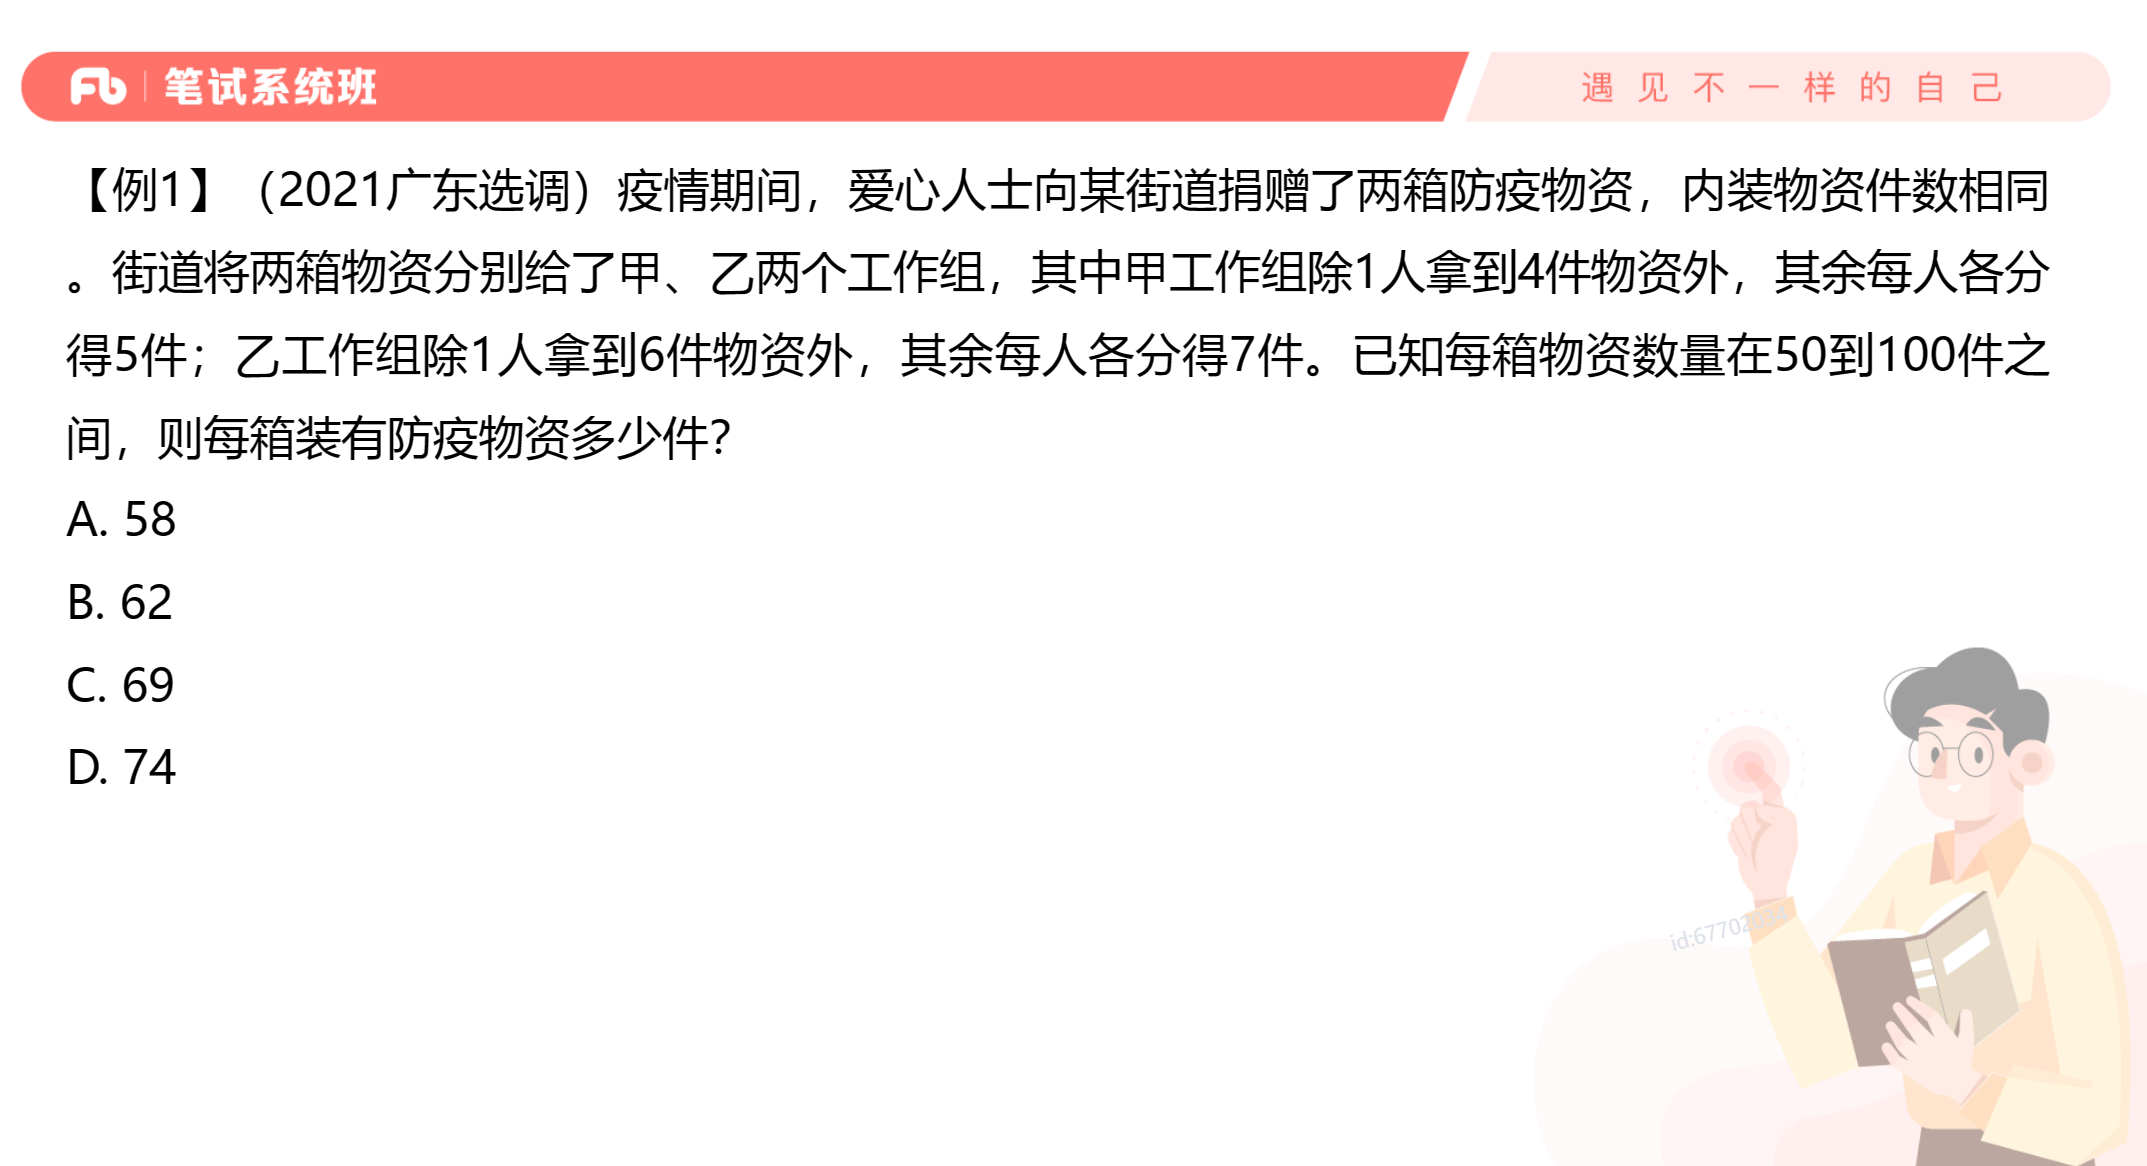 Fb 笔试系统班
遇见不一样的自己
【例1】（2021广东选调）疫情期间，爱心人士向某街道捐赠了两箱防疫物资，内装物资件数相同
。街道将两箱物资分别给了甲、乙两个工作组，其中甲工作组除1人拿到4件物资外，其余每人各分
得5件；乙工作组除1人拿到6件物资外，其余每人各分得7件。已知每箱物资数量在50到100件之
间，则每箱装有防疫物资多少件？
A. 58
B. 62
C. 69
D. 74
id:67702034